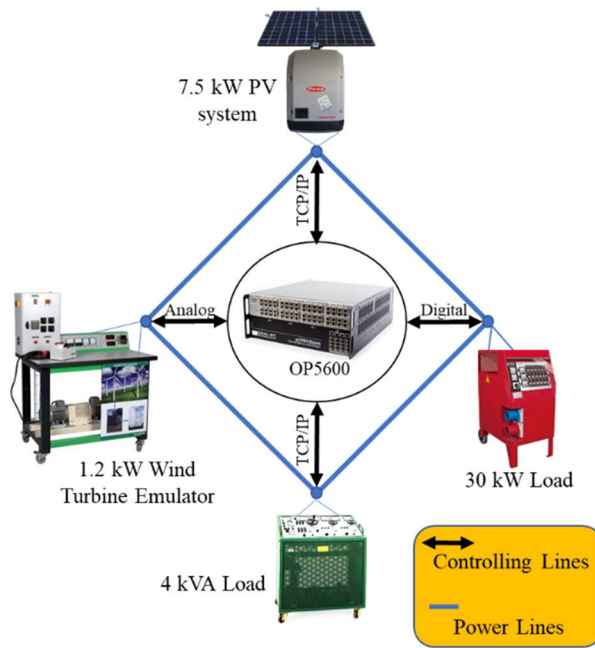 7.5 kW PV
system
TCP/IP
Analog
Digital
OP5600
TCP/IP
1.2 kW Wind
Turbine Emulator
30 kW Load
4 kVA Load
Controlling Lines
Power Lines